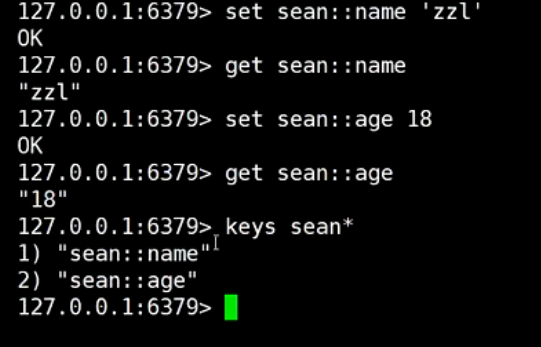 127.0.0.1:6379> set sean::name 'zzl'
OK
127.0.0.1:6379> get sean::name
"zzl"
127.0.0.1:6379> set sean::age 18
OK
127.0.0.1:6379> get sean::age
"18"
127.0.0.1:6379> keys sean*
1) "sean::name"
2) "sean::age"
127.0.0.1:6379>